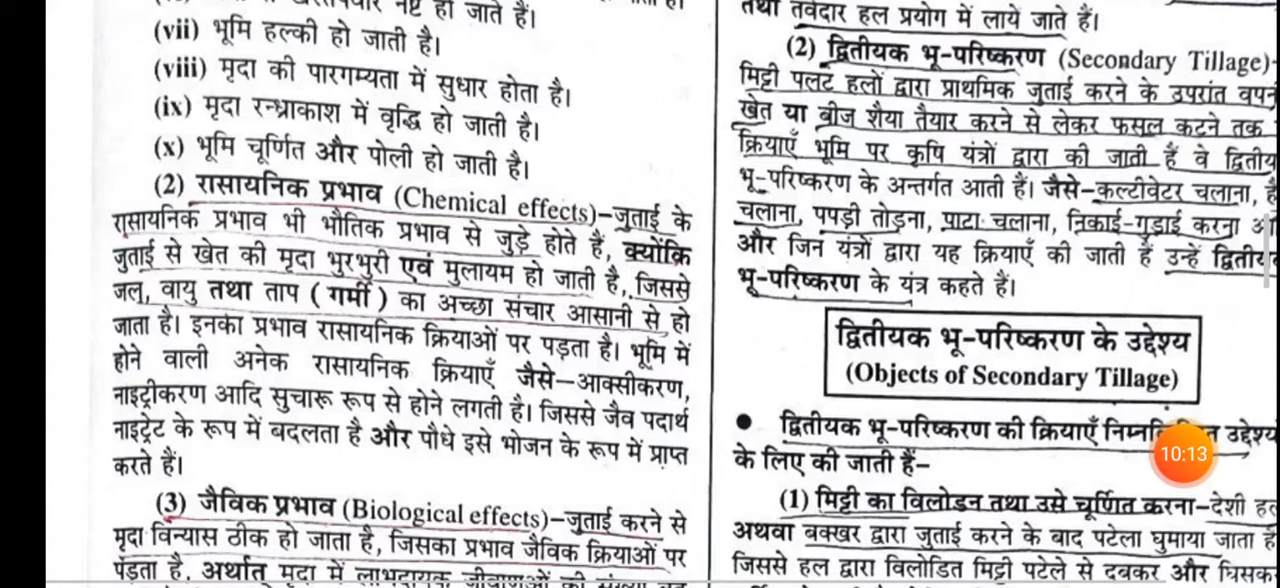 नष्ट हो जाते हैं।
(vii) भूमि हल्की हो जाती है।
(viii) मृदा की पारगम्यता में सुधार होता है।
(ix) मृदा रन्ध्राकाश में वृद्धि हो जाती है।
(x) भूमि चूर्णित और पोली हो जाती है।
(2) रासायनिक प्रभाव (Chemical effects)–जुताई के
रासायनिक प्रभाव भी भौतिक प्रभाव से जुड़े होते हैं, क्योंकि
जुताई से खेत की मृदा भुरभुरी एवं मुलायम हो जाती है, जिससे
जल, वायु तथा ताप (गर्मी) का अच्छा संचार आसानी से हो
जाता है। इनका प्रभाव रासायनिक क्रियाओं पर पड़ता है। भूमि में
होने वाली अनेक रासायनिक क्रियाएँ जैसे–आक्सीकरण,
नाइट्रीकरण आदि सुचारू रूप से होने लगती है। जिससे जैव पदार्थ
नाइट्रेट के रूप में बदलता है और पौधे इसे भोजन के रूप में प्राप्त
करते हैं।
(3) जैविक प्रभाव (Biological effects)–जुताई करने से
मृदा विन्यास ठीक हो जाता है, जिसका प्रभाव जैविक क्रियाओं पर
पड़ता है, अर्थात मृदा में लाभदायक
तथा तवेदार हल प्रयोग में लाये जाते हैं।
(2) द्वितीयक भू-परिष्करण (Secondary Tillage)–
मिट्टी पलट हलों द्वारा प्राथमिक जुताई करने के उपरांत
खेत या बीज शैया तैयार करने से लेकर फसल कटने तक
क्रियाएँ भूमि पर कृषि यंत्रों द्वारा की जाती है वे
भू-परिष्करण के अन्तर्गत आती हैं। जैसे–कल्टीवेटर चलाना,
चलाना, पपड़ी तोड़ना, पाटा चलाना, निकाई-गुडाई करना
और जिन यंत्रों द्वारा यह क्रियाएँ की जाती हैं उन्हें
भू-परिष्करण के यंत्र कहते हैं।
द्वितीयक भू-परिष्करण के उद्देश्य
(Objects of Secondary Tillage)
● द्वितीयक भू-परिष्करण की क्रियाएँ उद्देश्य
के लिए की जाती हैं–
10:13
(1) मिट्टी का विलोडन तथा उसे चूर्णित करना–देशी
अथवा बक्खर द्वारा जुताई करने के बाद पटेला घुमाया जाता
जिससे हल द्वारा विलोडित मिट्टी पटेले से दबकर और